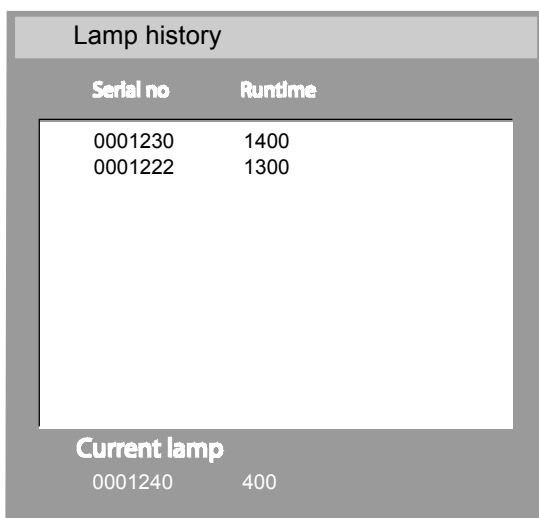 Lamp history
Serial no Runtime
0001230 1400
0001222 1300
Current lamp
0001240 400